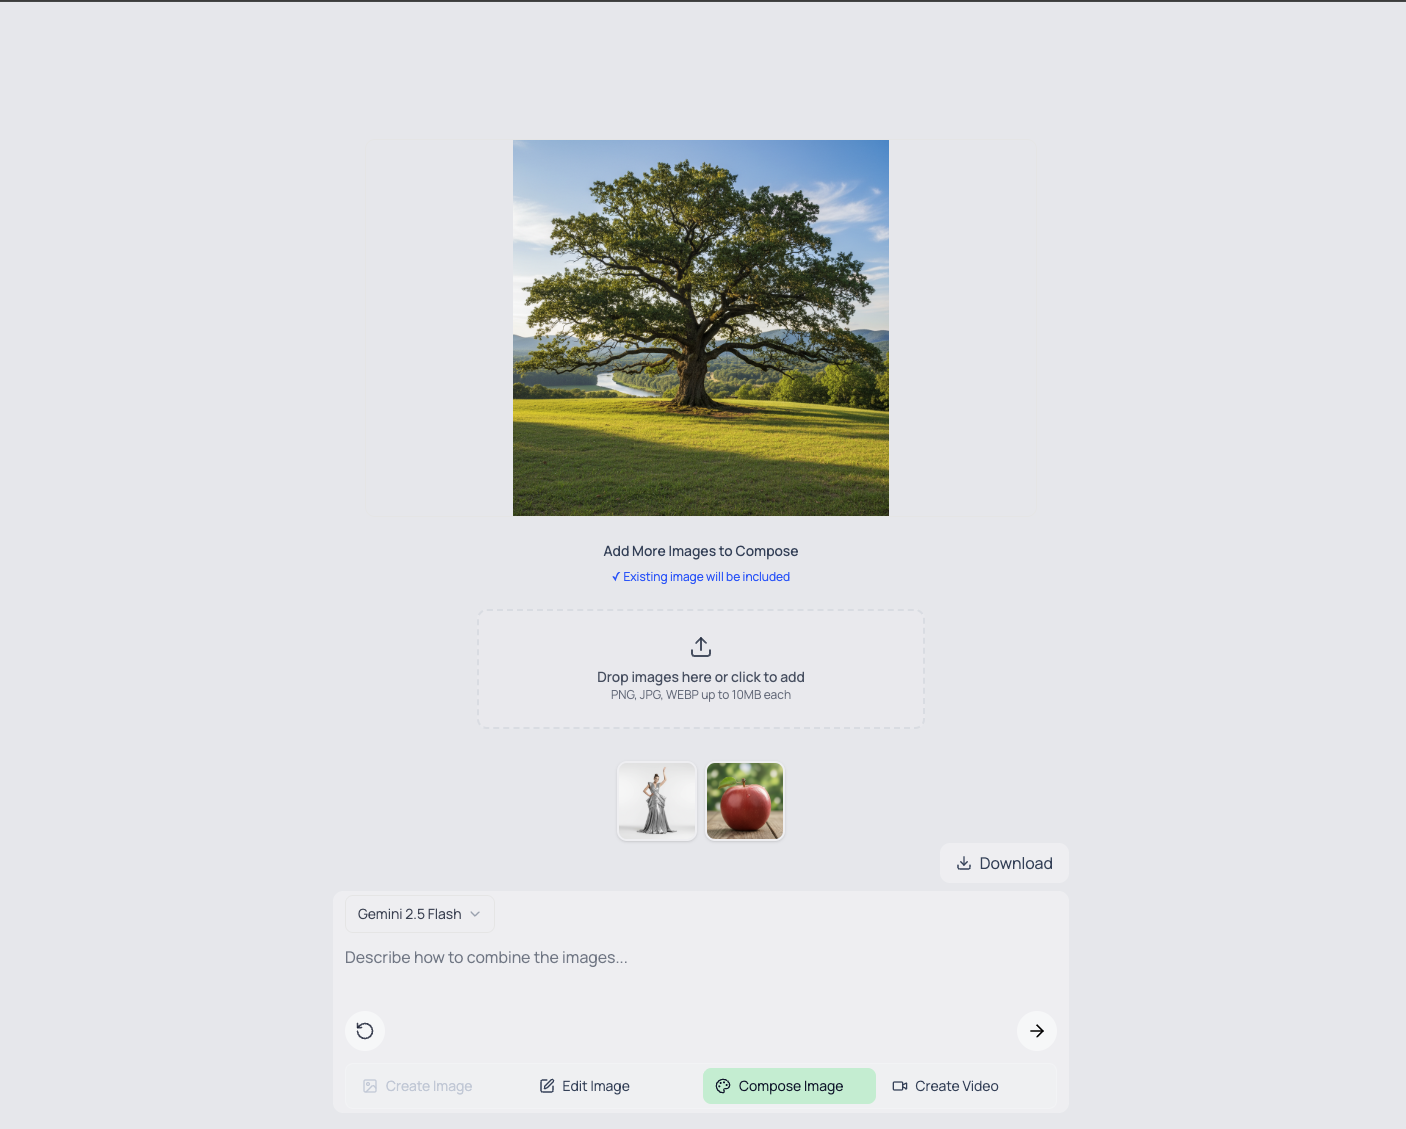 Add More Images to Compose
✓ Existing image will be included
Drop images here or click to add
PNG, JPG, WEBP up to 10MB each
Download
Gemini 2.5 Flash
Describe how to combine the images...
Create Image
Edit Image
Compose Image
Create Video